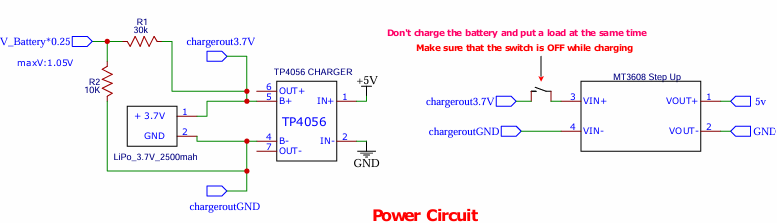 R1
30k
V_Battery*0.25
maxV:1.05V
R2
10K
chargerout3.7V
+ 3.7V
GND
1
2
LiPo_3.7V_2500mah
TP4056 CHARGER
6
OUT+
5
B+
4
B-
7
OUT-
TP4056
IN+
1
IN-
2
+5V
GND
chargeroutGND
Don't charge the battery and put a load at the same time
Make sure that the switch is OFF while charging
chargerout3.7V
chargeroutGND
MT3608 Step Up
3
VIN+
4
VIN-
VOUT+
1
VOUT-
2
5v
GND
Power Circuit